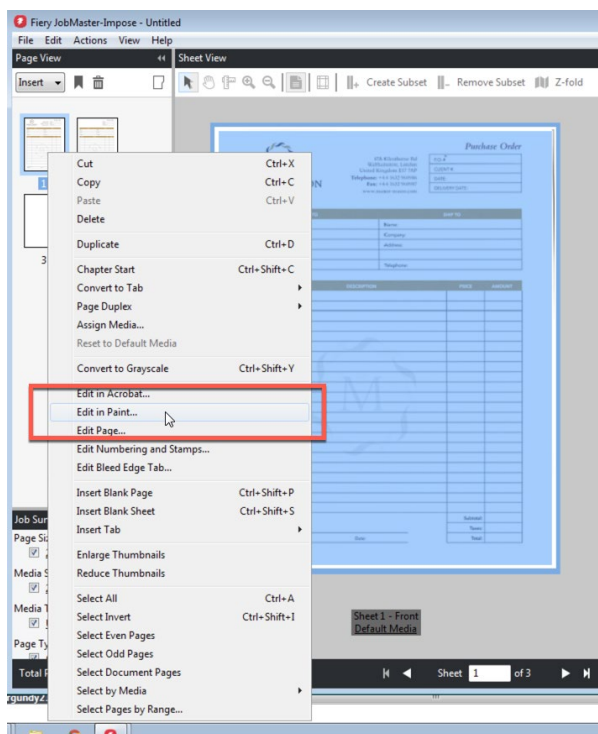 Fiery JobMaster-Impose - Untitled
File Edit Actions View Help
Page View Sheet View
Insert Create Subset Remove Subset Z-fold
Purchase Order
1
3
Cut Ctrl+X
Copy Ctrl+C
Paste Ctrl+V
Delete
Duplicate Ctrl+D
Chapter Start Ctrl+Shift+C
Convert to Tab
Page Duplex
Assign Media...
Reset to Default Media
Convert to Grayscale Ctrl+Shift+Y
Edit in Acrobat...
Edit in Paint...
Edit Page...
Edit Numbering and Stamps...
Edit Bleed Edge Tab...
Insert Blank Page Ctrl+Shift+P
Insert Blank Sheet Ctrl+Shift+S
Insert Tab
Enlarge Thumbnails
Reduce Thumbnails
Select All Ctrl+A
Select Invert Ctrl+Shift+I
Select Even Pages
Select Odd Pages
Select Document Pages
Select by Media
Select Pages by Range...
Name
Company
Address
Telephone
DESCRIPTION PRICE AMOUNT
M
Subtotal
Taxes
Total
Job Sum
Page Siz
Media S
Media T
Page Ty
Sheet 1 - Front
Default Media
Total P Sheet 1 of 3